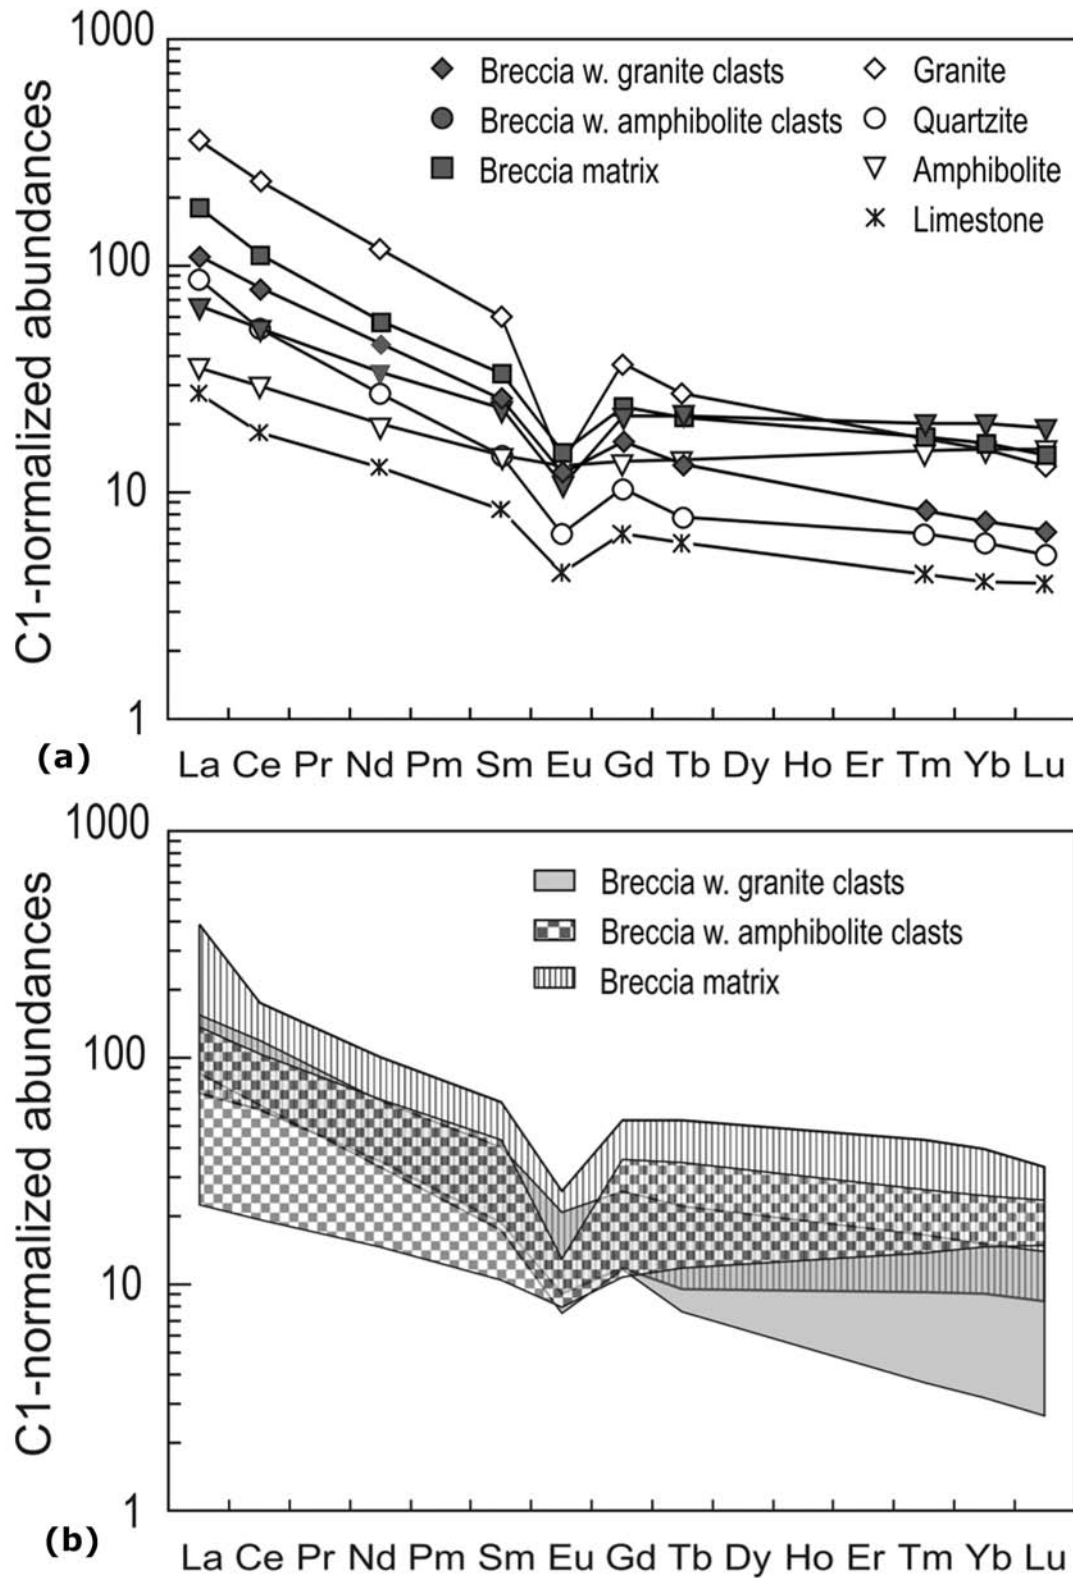 1000
Breccia w. granite clasts
Granite
Breccia w. amphibolite clasts
Quartzite
Breccia matrix
Amphibolite
Limestone
100
10
1
C1-normalized abundances
(a)
La Ce Pr Nd Pm Sm Eu Gd Tb Dy Ho Er Tm Yb Lu
1000
Breccia w. granite clasts
Breccia w. amphibolite clasts
Breccia matrix
100
10
1
C1-normalized abundances
(b)
La Ce Pr Nd Pm Sm Eu Gd Tb Dy Ho Er Tm Yb Lu